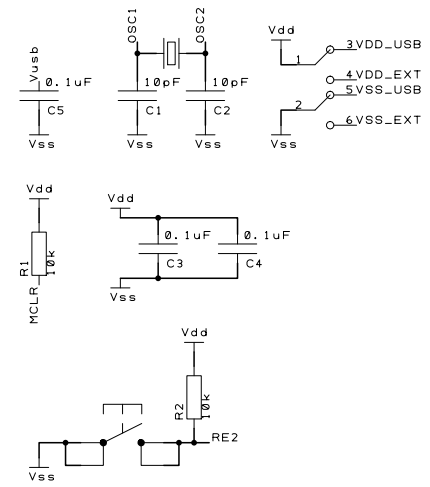 OSC1
OSC2
Vdd
3 VDD_USB
1
4 VDD_EXT
5 VSS_USB
2
6 VSS_EXT
Vss
Vusb
0.1uF
C5
Vss
10pF
C1
Vss
10pF
C2
Vss
Vdd
R1
10k
MCLR
Vdd
0.1uF
C3
0.1uF
C4
Vss
Vdd
R2
10k
RE2
Vss